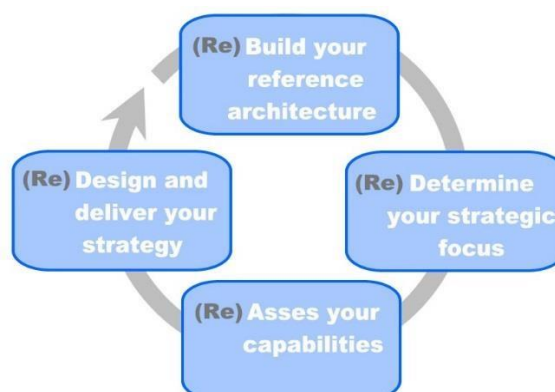 (Re) Build your
reference
architecture
(Re) Determine
your strategic
focus
(Re) Asses your
capabilities
(Re) Design and
deliver your
strategy